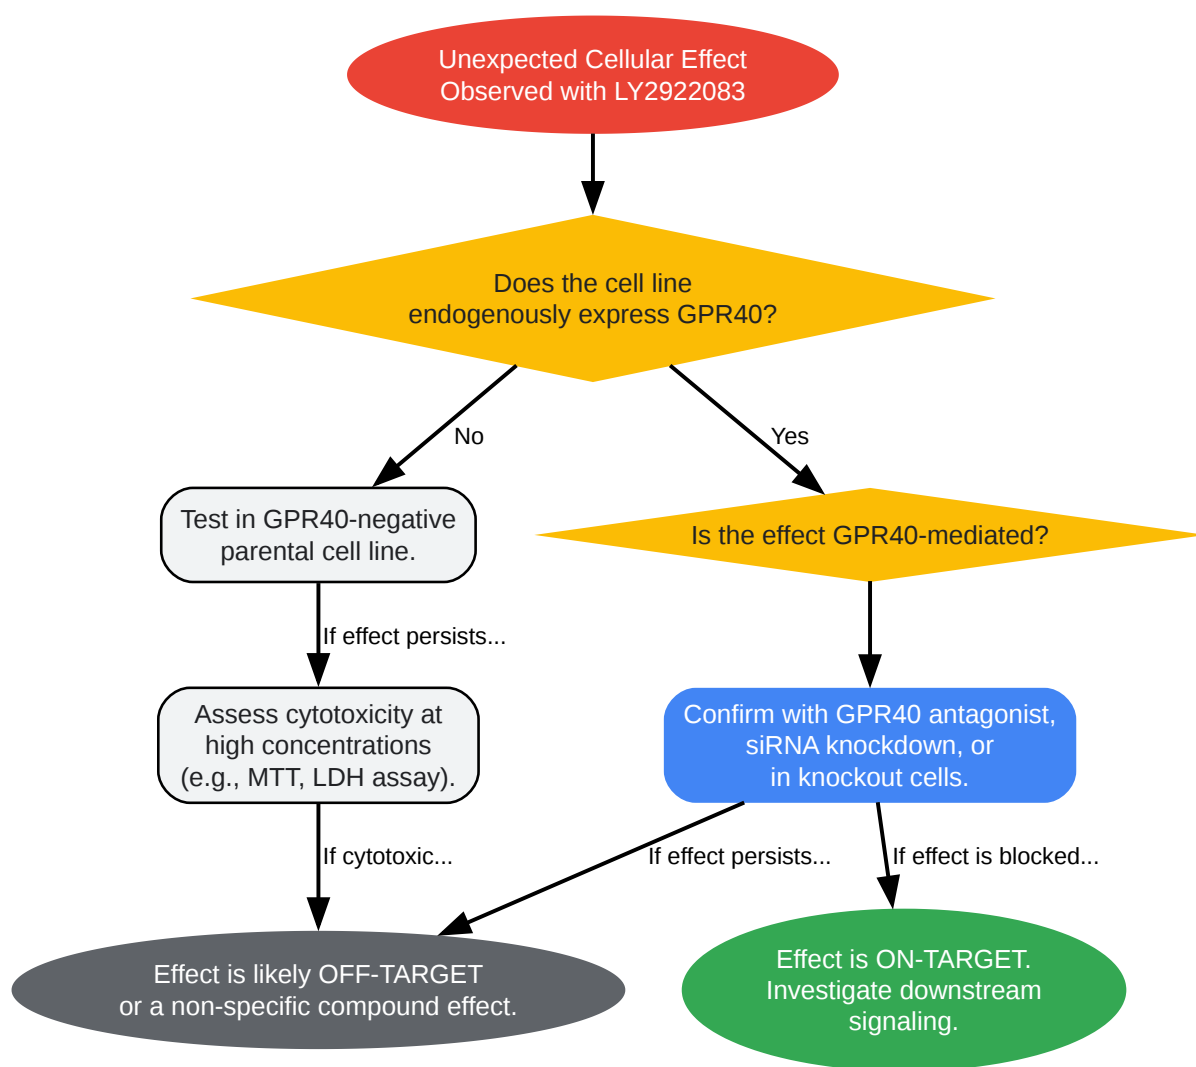 Unexpected Cellular Effect
Observed with LY2922083
Does the cell line
endogenously express GPR40?
No
Yes
Test in GPR40-negative
parental cell line.
Is the effect GPR40-mediated?
If effect persists...
Assess cytotoxicity at
high concentrations
(e.g., MTT, LDH assay).
Confirm with GPR40 antagonist,
siRNA knockdown, or
in knockout cells.
If cytotoxic...
If effect persists...
If effect is blocked...
Effect is likely OFF-TARGET
or a non-specific compound effect.
Effect is ON-TARGET.
Investigate downstream
signaling.